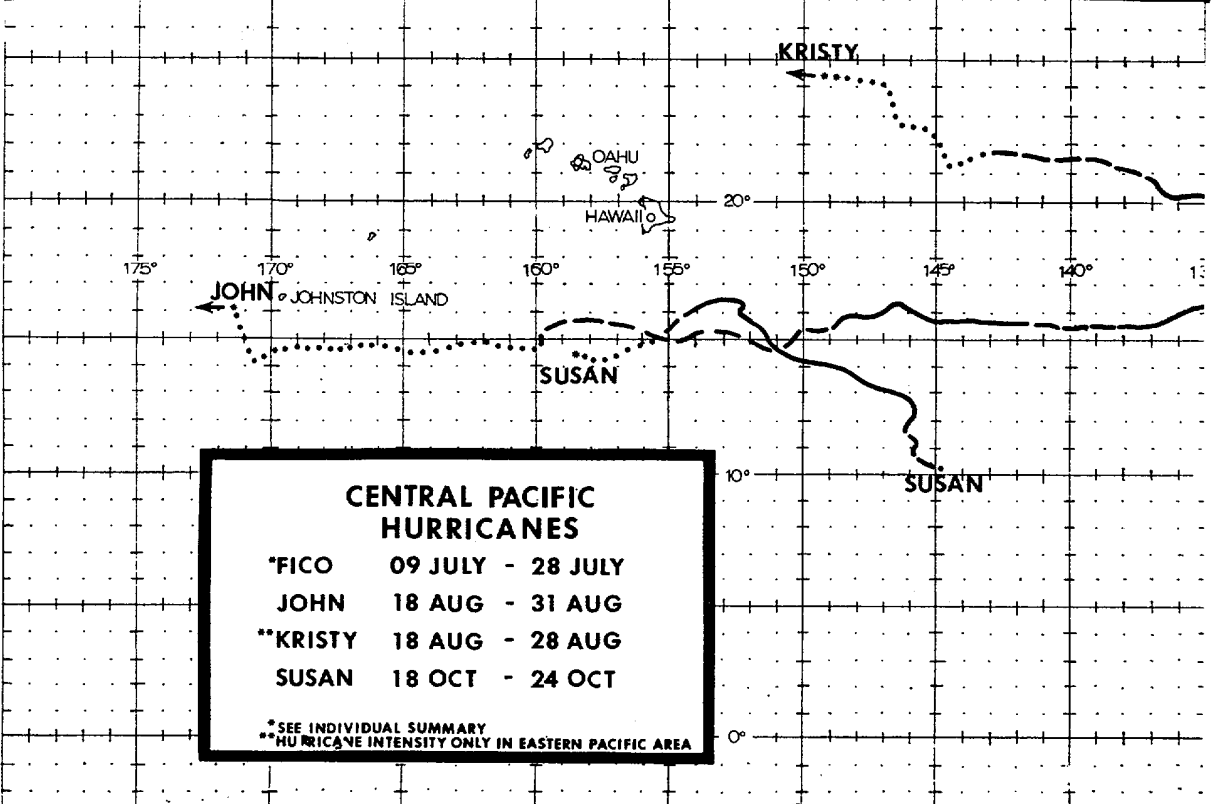 KRISTY
OAHU
HAWAII
20°
175°
170°
165°
160°
155°
150°
145°
140°
13
JOHN
JOHNSTON ISLAND
SUSAN
10°
SUSAN
CENTRAL PACIFIC
HURRICANES
*FICO 09 JULY - 28 JULY
JOHN 18 AUG - 31 AUG
**KRISTY 18 AUG - 28 AUG
SUSAN 18 OCT - 24 OCT
*SEE INDIVIDUAL SUMMARY
**HURRICANE INTENSITY ONLY IN EASTERN PACIFIC AREA
0°